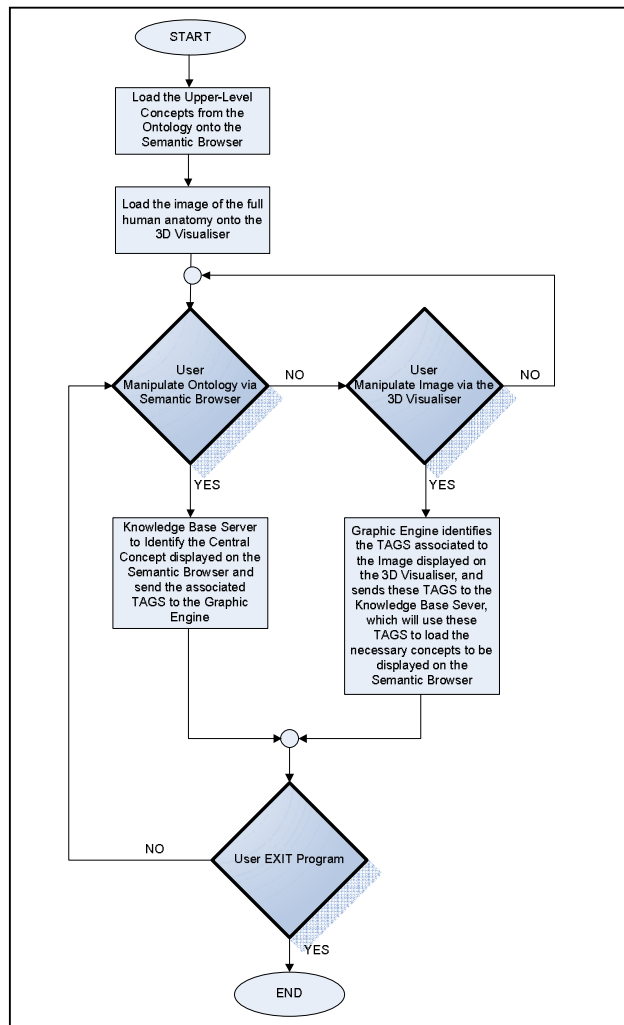 START
Load the Upper-Level
Concepts from the
Ontology onto the
Semantic Browser
Load the image of the full
human anatomy onto the
3D Visualiser
User
Manipulate Ontology via
Semantic Browser
NO
User
Manipulate Image via the
3D Visualiser
NO
YES
YES
Knowledge Base Server
to Identify the Central
Concept displayed on the
Semantic Browser and
send the associated
TAGS to the Graphic
Engine
Graphic Engine identifies
the TAGS associated to
the Image displayed on
the 3D Visualiser, and
sends these TAGS to the
Knowledge Base Sever,
which will use these
TAGS to load the
necessary concepts to be
displayed on the
Semantic Browser
NO
User EXIT Program
YES
END